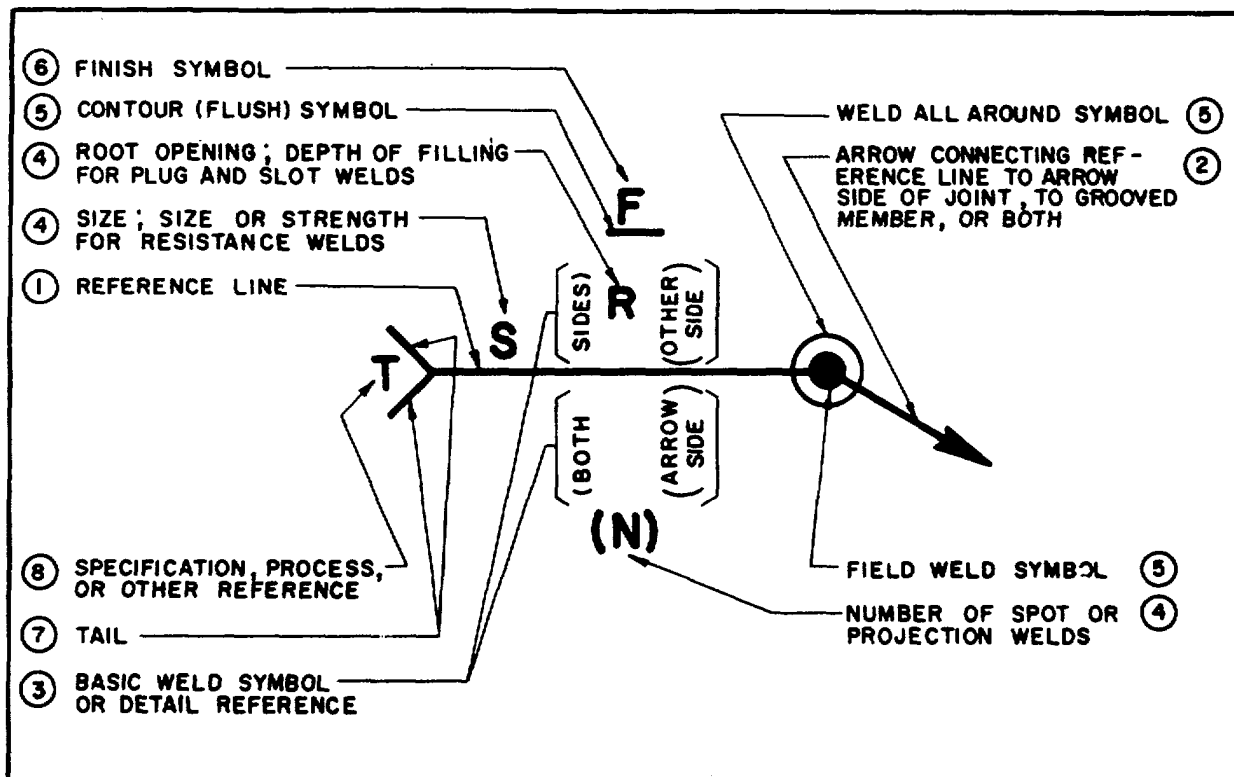 6 FINISH SYMBOL
5 CONTOUR (FLUSH) SYMBOL
4 ROOT OPENING; DEPTH OF FILLING
FOR PLUG AND SLOT WELDS
4 SIZE; SIZE OR STRENGTH
FOR RESISTANCE WELDS
1 REFERENCE LINE
8 SPECIFICATION, PROCESS,
OR OTHER REFERENCE
7 TAIL
3 BASIC WELD SYMBOL
OR DETAIL REFERENCE
T
S
F
R
(N)
(BOTH
SIDES)
(OTHER
SIDE)
(ARROW
SIDE)
WELD ALL AROUND SYMBOL 5
ARROW CONNECTING REF-
ERENCE LINE TO ARROW
SIDE OF JOINT, TO GROOVED
MEMBER, OR BOTH
2
FIELD WELD SYMBOL 5
NUMBER OF SPOT OR
PROJECTION WELDS
4